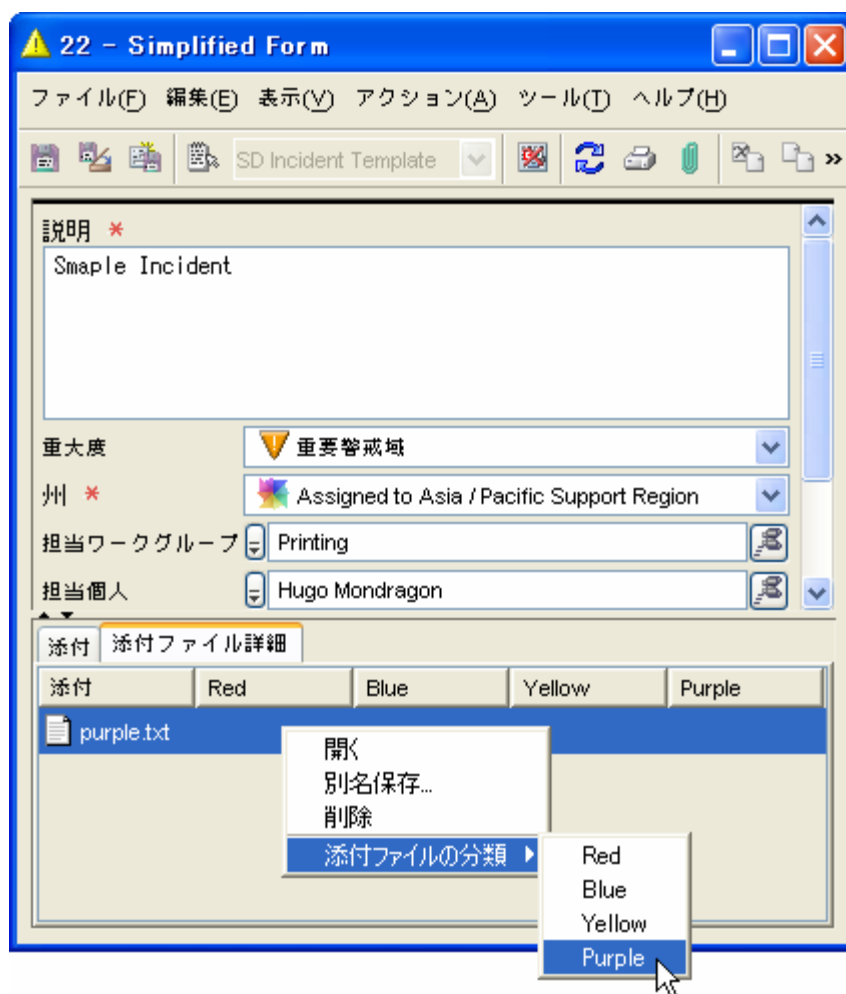 22 - Simplified Form
ファイル(F) 編集(E) 表示(V) アクション(A) ツール(T) ヘルプ(H)
SD Incident Template
説明 *
Smaple Incident
重大度 重要警戒域
州 * Assigned to Asia / Pacific Support Region
担当ワークグループ Printing
担当個人 Hugo Mondragon
添付 添付ファイル詳細
添付 Red Blue Yellow Purple
purple.txt
開く
別名保存...
削除
添付ファイルの分類
Red
Blue
Yellow
Purple